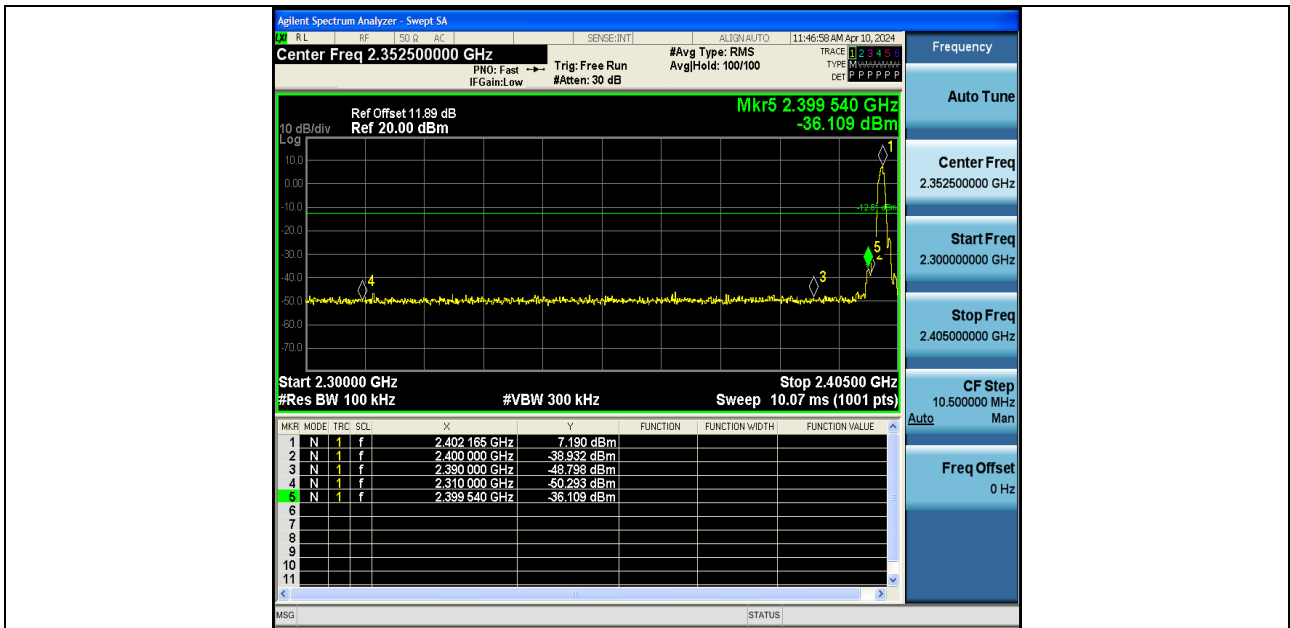 Agilent Spectrum Analyzer - Swept SA
RL RF 50 Ω AC SENSE:INT ALIGN AUTO 11:46:58 AM Apr 10, 2024
Center Freq 2.352500000 GHz
PNO: Fast
IFGain:Low
Trig: Free Run
#Atten: 30 dB
#Avg Type: RMS
Avg|Hold: 100/100
TRACE 1 2 3 4 5 6
TYPE M
DET P P P P P P
Ref Offset 11.89 dB
10 dB/div Ref 20.00 dBm
Log
Mkr5 2.399 540 GHz
-36.109 dBm
10.0
0.00
-10.0
-20.0
-30.0
-40.0
-50.0
-60.0
-70.0
1
5
2
3
4
Start 2.30000 GHz Stop 2.40500 GHz
#Res BW 100 kHz #VBW 300 kHz Sweep 10.07 ms (1001 pts)
MKR MODE TRC SCL X Y FUNCTION FUNCTION WIDTH FUNCTION VALUE
1 N 1 f 2.402 165 GHz 7.190 dBm
2 N 1 f 2.400 000 GHz -38.932 dBm
3 N 1 f 2.390 000 GHz -48.798 dBm
4 N 1 f 2.310 000 GHz -50.293 dBm
5 N 1 f 2.399 540 GHz -36.109 dBm
6
7
8
9
10
11
MSG STATUS
Frequency
Auto Tune
Center Freq
2.352500000 GHz
Start Freq
2.300000000 GHz
Stop Freq
2.405000000 GHz
CF Step
10.500000 MHz
Auto Man
Freq Offset
0 Hz